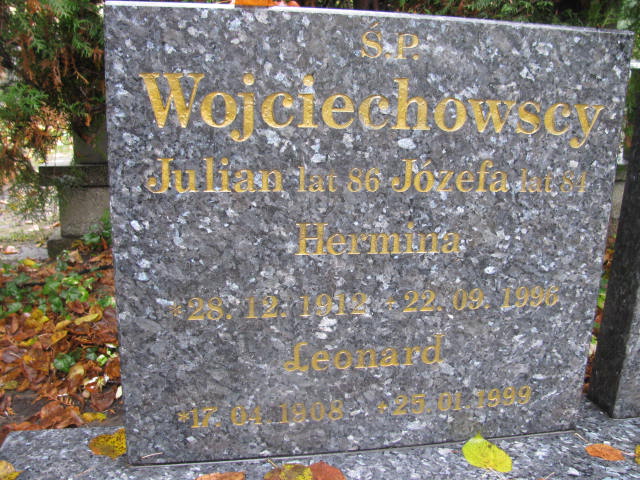 Ś.P.
Wojciechowscy
Julian lat 86 Józefa lat 84
Hermina
*28.12.1912 +22.09.1996
Leonard
*17.04.1908 +25.01.1999